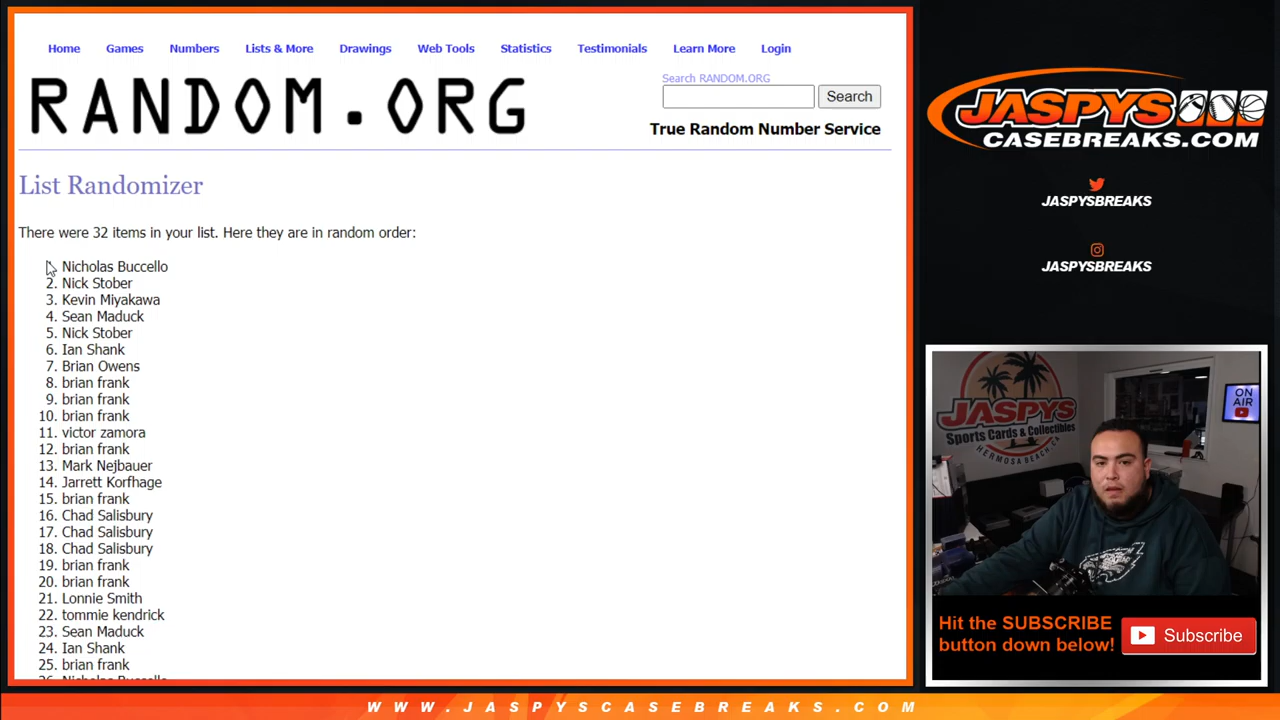 Home Games Numbers Lists & More Drawings Web Tools Statistics Testimonials Learn More Login
Search RANDOM.ORG
RANDOM.ORG
Search
True Random Number Service
List Randomizer
There were 32 items in your list. Here they are in random order:
Nicholas Buccello
2. Nick Stober
3. Kevin Miyakawa
4. Sean Maduck
5. Nick Stober
6. Ian Shank
7. Brian Owens
8. brian frank
9. brian frank
10. brian frank
11. victor zamora
12. brian frank
13. Mark Nejbauer
14. Jarrett Korfhage
15. brian frank
16. Chad Salisbury
17. Chad Salisbury
18. Chad Salisbury
19. brian frank
20. brian frank
21. Lonnie Smith
22. tommie kendrick
23. Sean Maduck
24. Ian Shank
25. brian frank
26. Nicholas Buccello
JASPYS
CASEBREAKS.COM
JASPYSBREAKS
JASPYSBREAKS
JASPYS
Sports Cards & Collectibles
HERMOSA BEACH, CA
ON AIR
Hit the SUBSCRIBE
button down below!
Subscribe
WWW.JASPYSCASEBREAKS.COM